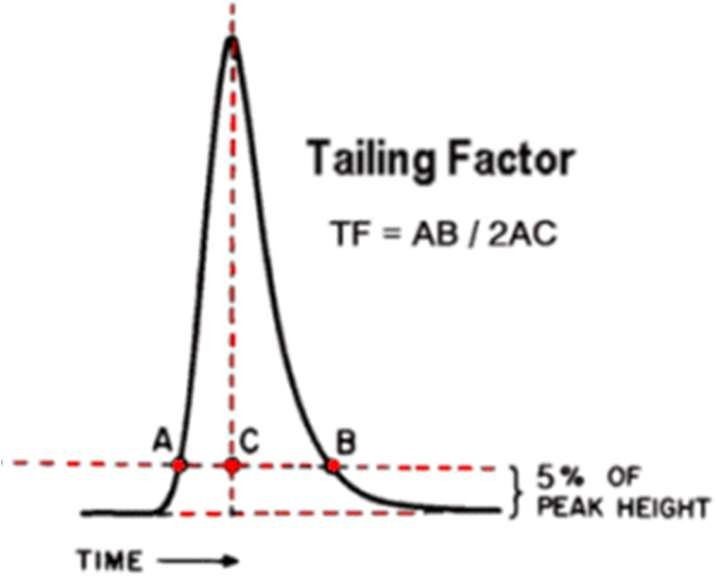 Tailing Factor
TF = AB / 2AC
A C B
5% OF
PEAK HEIGHT
TIME